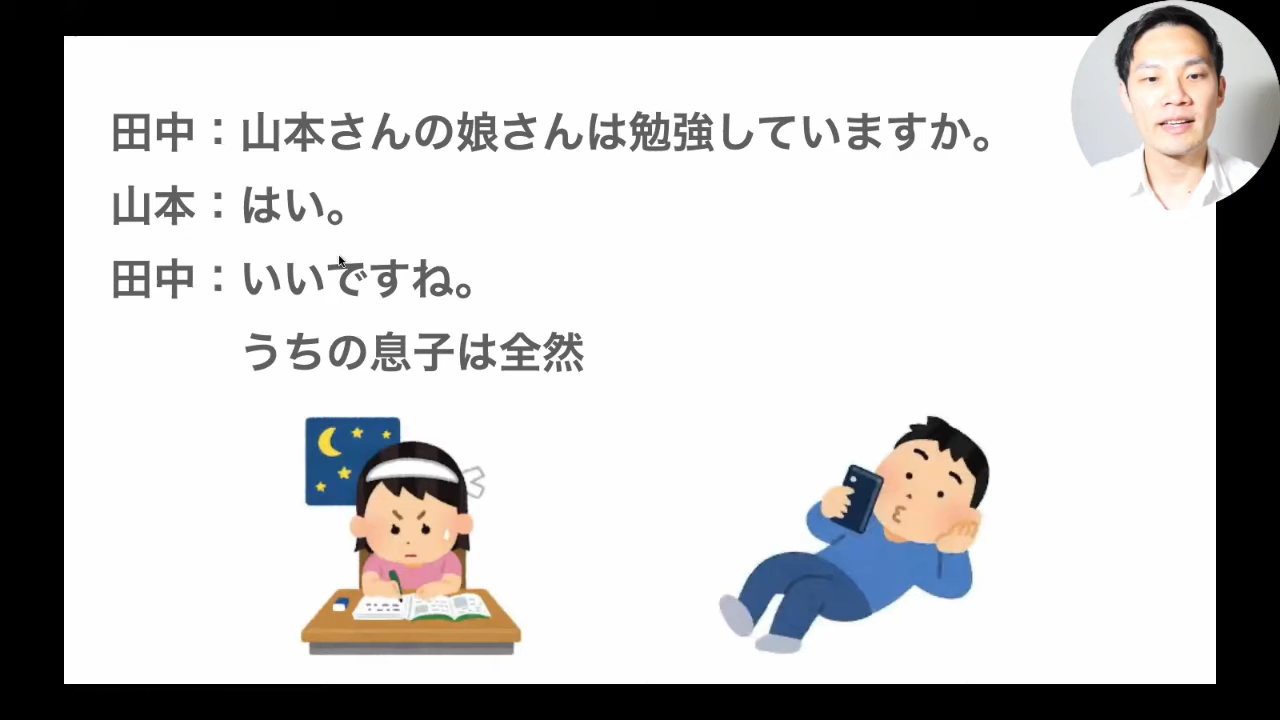 田中：山本さんの娘さんは勉強していますか。
山本：はい。
田中：いいですね。
うちの息子は全然